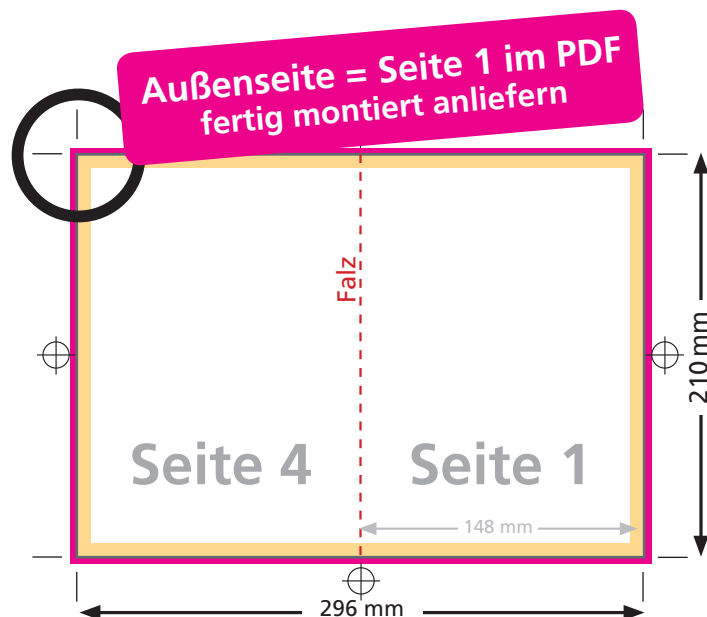 Außenseite = Seite 1 im PDF
fertig montiert anliefern
Falz
210 mm
Seite 4
Seite 1
148 mm
296 mm